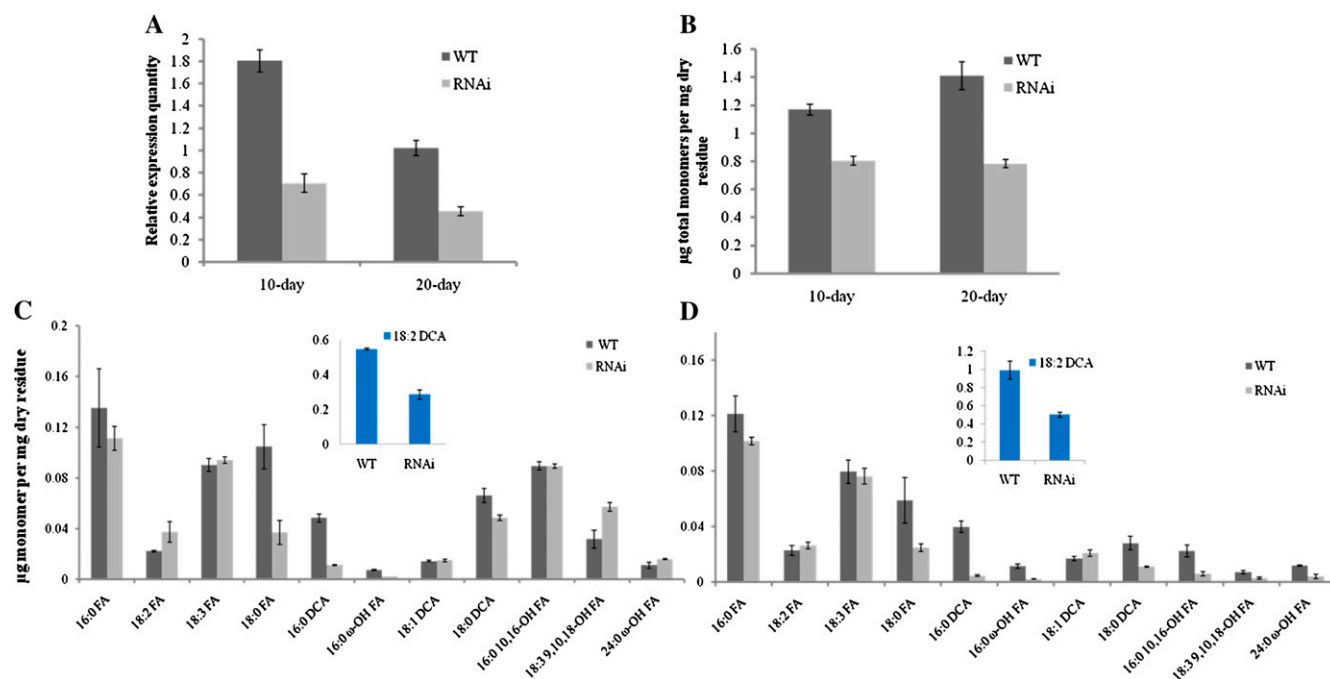 A
Relative expression quantity
2
1.8
1.6
1.4
1.2
1
0.8
0.6
0.4
0.2
0
WT
RNAi
10-day
20-day
B
µg total monomers per mg dry
residue
1.6
1.4
1.2
1
0.8
0.6
0.4
0.2
0
WT
RNAi
10-day
20-day
C
µg monomer per mg dry residue
0.2
0.16
0.12
0.08
0.04
0
0.6
0.4
0.2
0
18:2 DCA
WT
RNAi
WT
RNAi
16:0 FA
18:2 FA
18:3 FA
18:0 FA
16:0 DCA
16:0 ω-OH FA
18:1 DCA
18:0 DCA
16:0 10,16-OH FA
18:3 9,10,18-OH FA
24:0 ω-OH FA
D
0.16
0.12
0.08
0.04
0
1.2
1
0.8
0.6
0.4
0.2
0
18:2 DCA
WT
RNAi
WT
RNAi
16:0 FA
18:2 FA
18:3 FA
18:0 FA
16:0 DCA
16:0 ω-OH FA
18:1 DCA
18:0 DCA
16:0 10,16-OH FA
18:3 9,10,18-OH FA
24:0 ω-OH FA